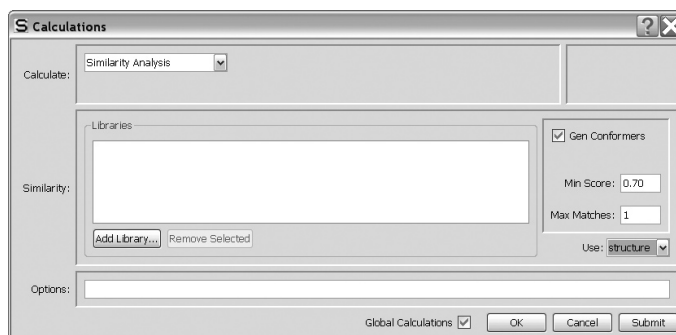 S Calculations
Calculate: Similarity Analysis
Libraries
Gen Conformers
Similarity:
Min Score: 0.70
Max Matches: 1
Add Library... Remove Selected
Use: structure
Options:
Global Calculations OK Cancel Submit